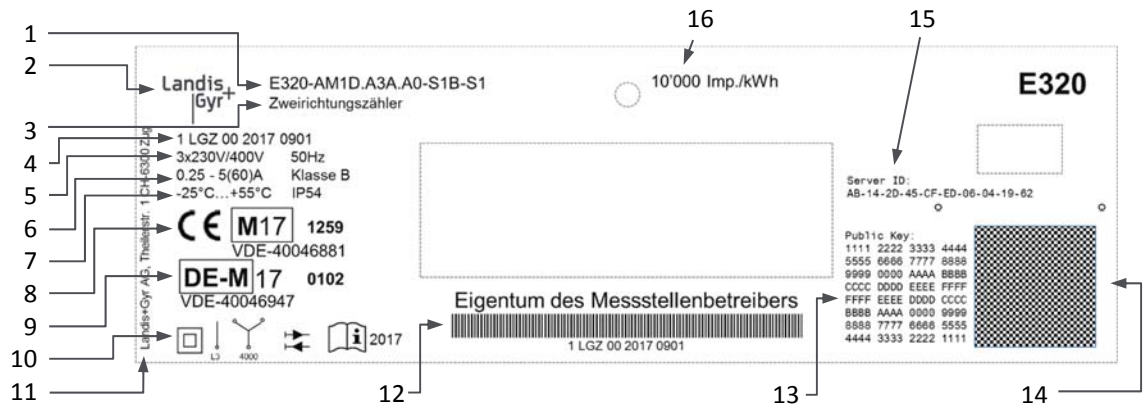 16
15
1
2
E320-AM1D.A3A.A0-S1B-S1
10'000 Imp./kWh
E320
Landis
Gyr+
Zweirichtungszähler
3
4
1 LGZ 00 2017 0901
5
3x230V/400V 50Hz
6
0.25 - 5(60)A Klasse B
7
-25°C...+55°C IP54
Server ID:
AB-14-2D-45-CF-ED-06-04-19-62
8
CE M17 1259
VDE-40046881
9
DE-M 17 0102
VDE-40046947
10
L3
4000
i 2017
11
Landis+Gyr AG, Theilerstr. 1 CH-6300 Zug
Eigentum des Messstellenbetreibers
1 LGZ 00 2017 0901
12
Public Key:
1111 2222 3333 4444
5555 6666 7777 8888
9999 0000 AAAA BBBB
CCCC DDDD EEEE FFFF
FFFF EEEE DDDD CCCC
BBBB AAAA 0000 9999
8888 7777 6666 5555
4444 3333 2222 1111
13
14